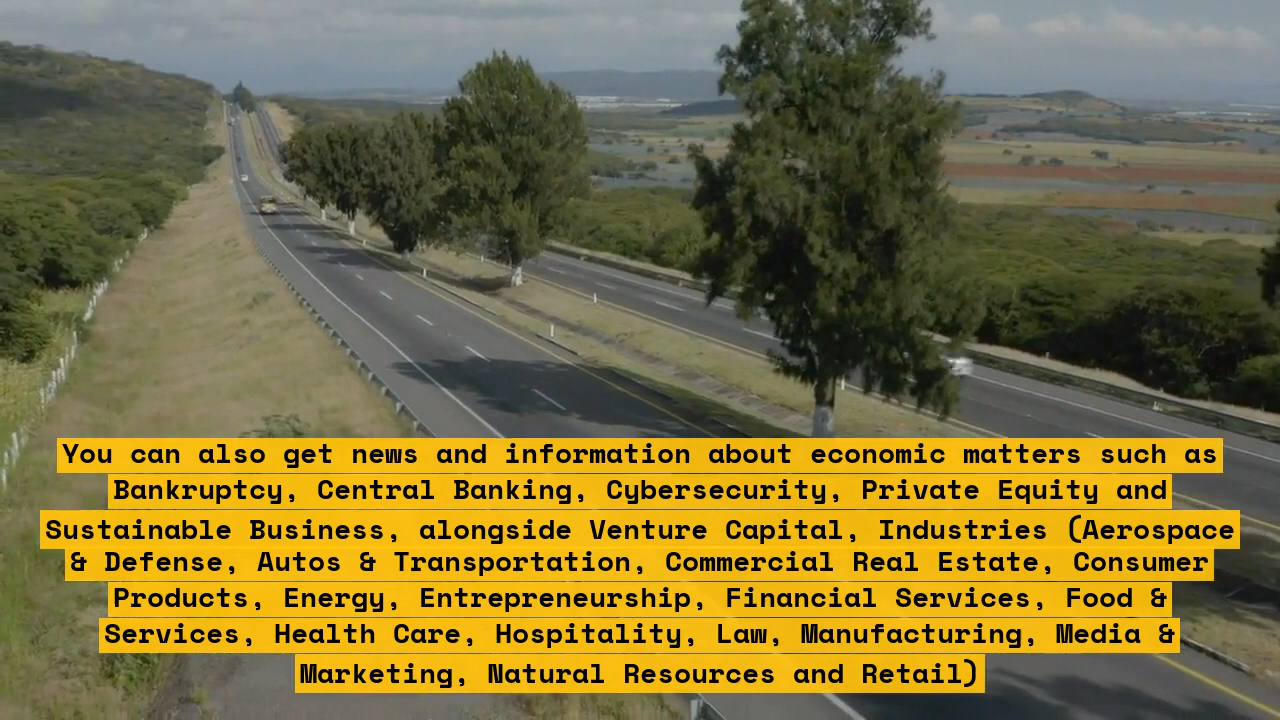 You can also get news and information about economic matters such as
Bankruptcy, Central Banking, Cybersecurity, Private Equity and
Sustainable Business, alongside Venture Capital, Industries (Aerospace
& Defense, Autos & Transportation, Commercial Real Estate, Consumer
Products, Energy, Entrepreneurship, Financial Services, Food &
Services, Health Care, Hospitality, Law, Manufacturing, Media &
Marketing, Natural Resources and Retail)